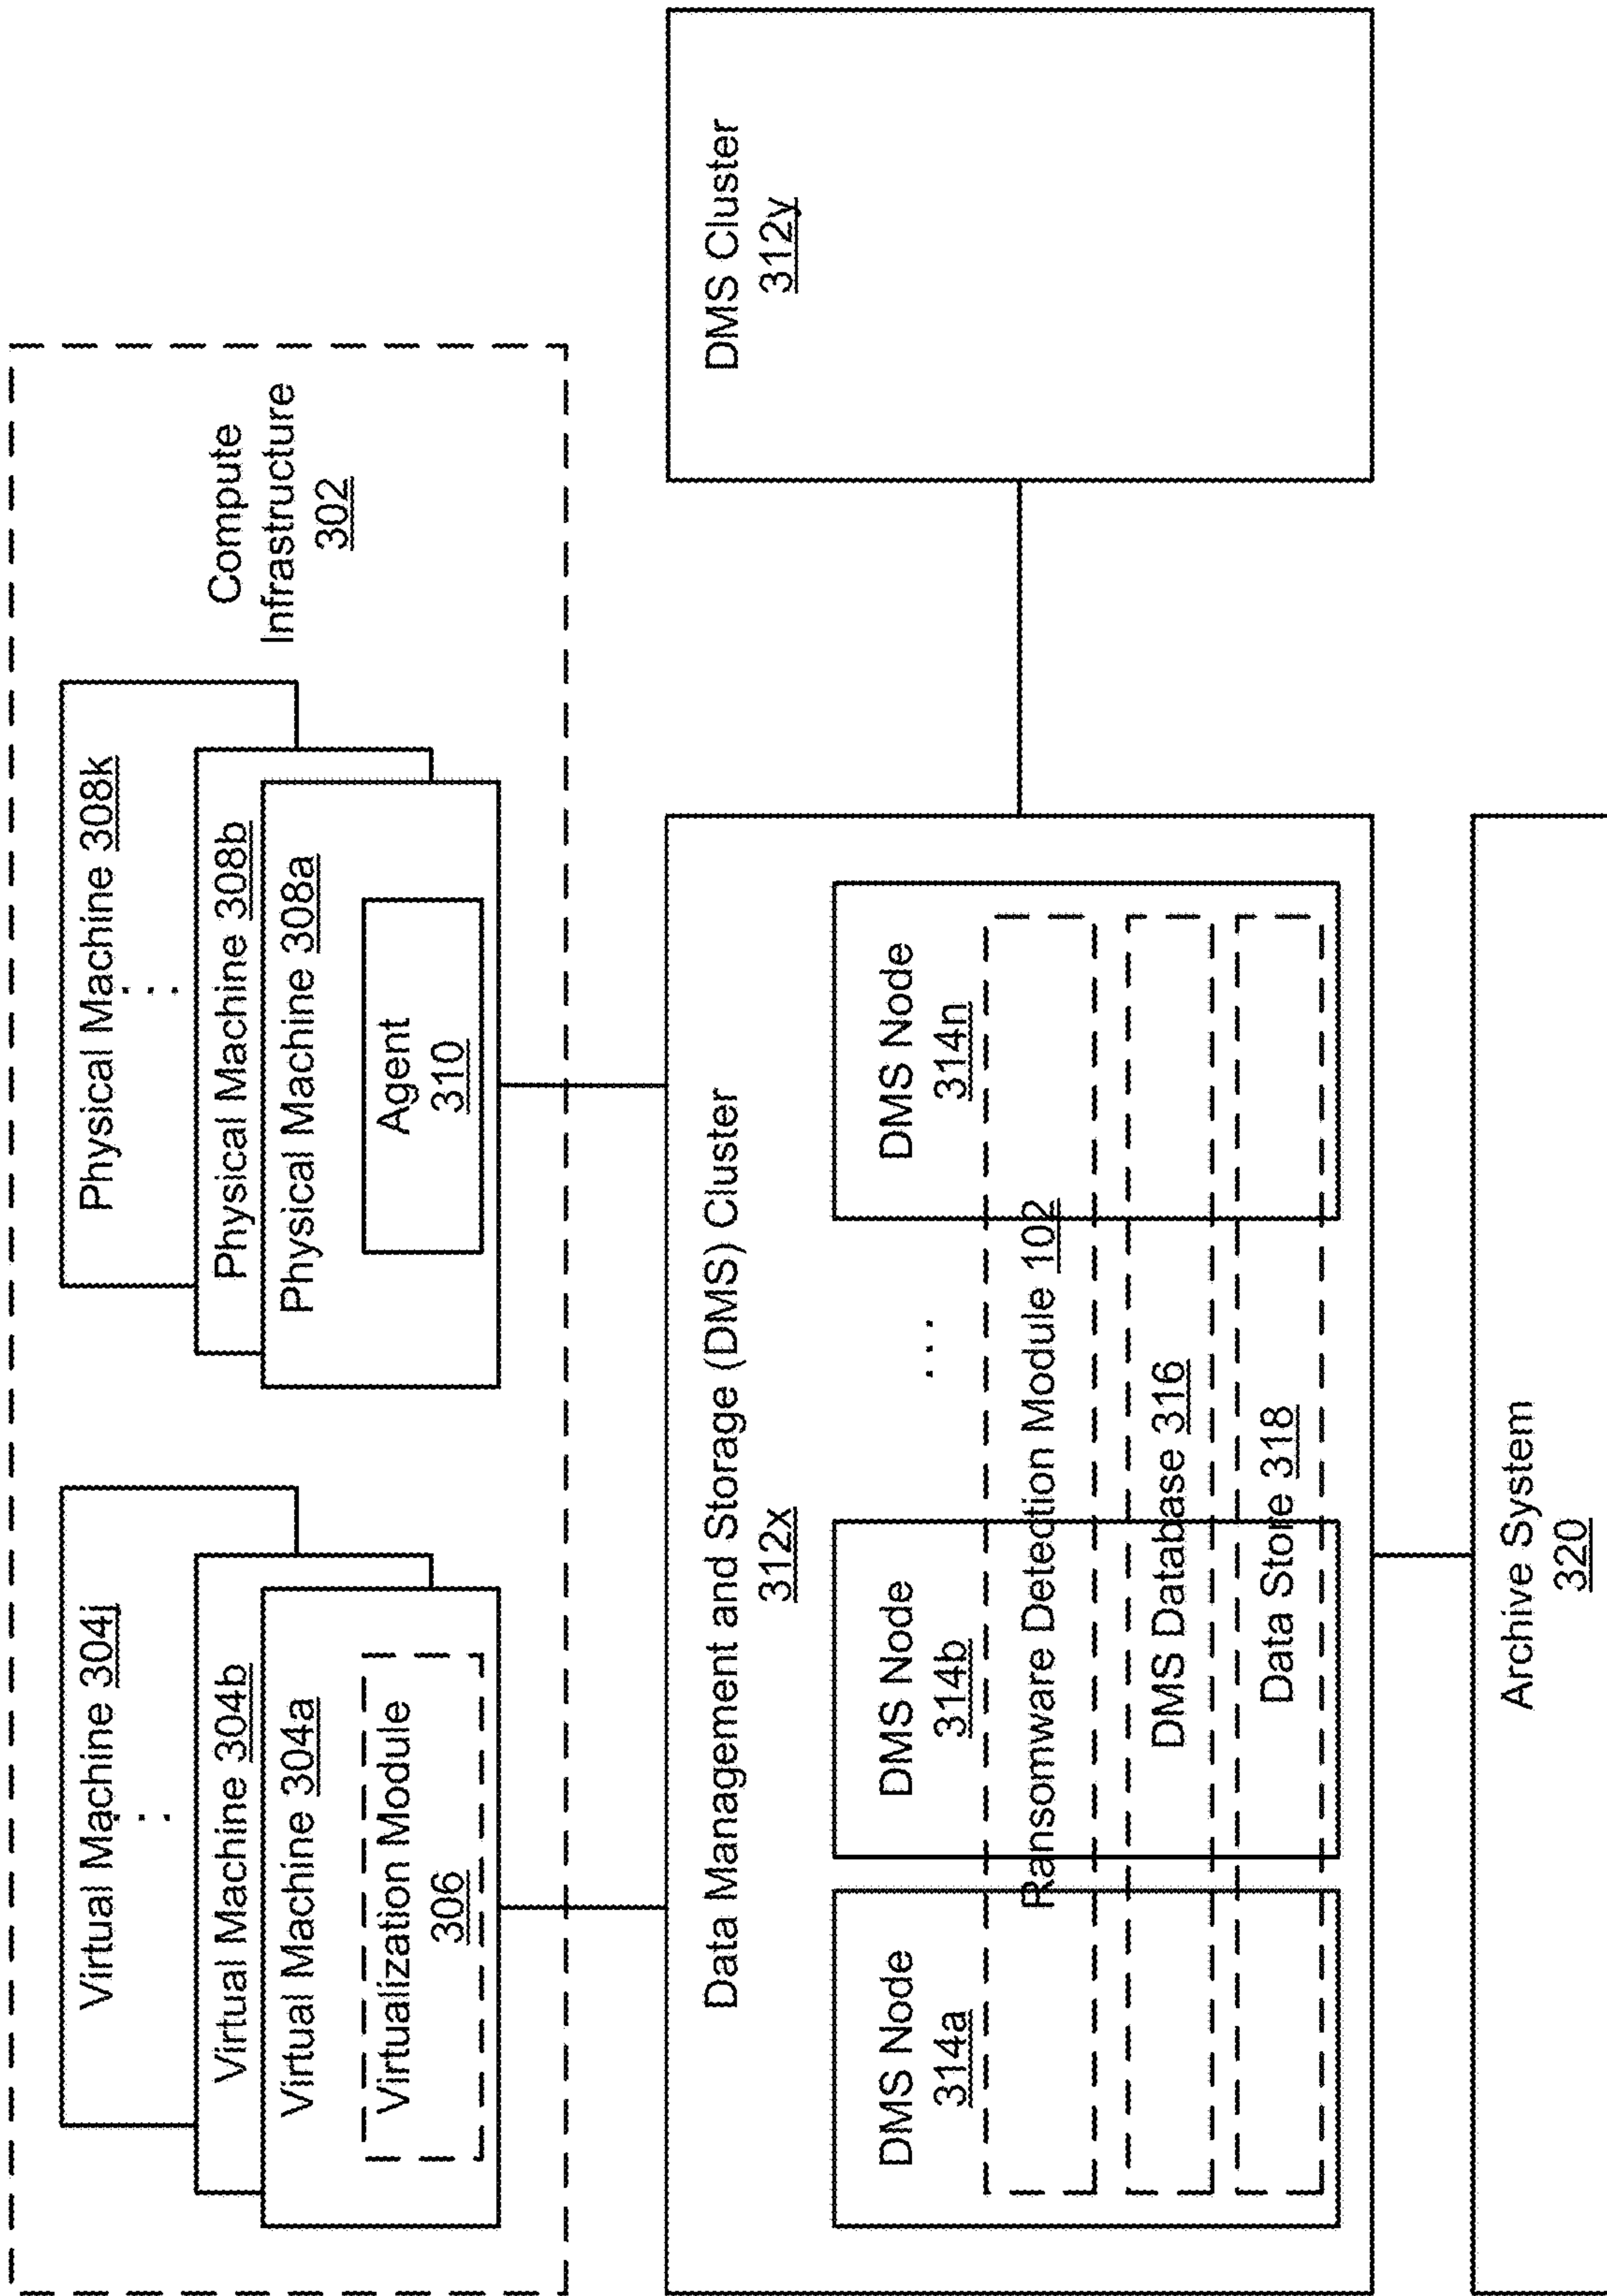 Virtual Machine 304j
Virtual Machine 304b
Virtual Machine 304a
Virtualization Module
306
Physical Machine 308k
Physical Machine 308b
Physical Machine 308a
Agent
310
Compute
Infrastructure
302
Data Management and Storage (DMS) Cluster
312x
DMS Node
314a
DMS Node
314b
...
DMS Node
314n
Ransomware Detection Module 102
DMS Database 316
Data Store 318
DMS Cluster
312y
Archive System
320